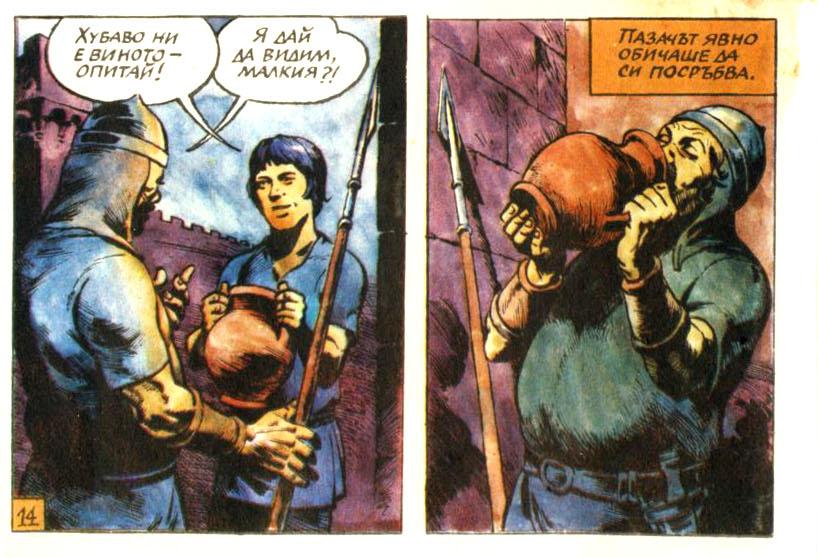 ХУБАВО НИ
Е ВИНОТО –
ОПИТАЙ!
Я ДАЙ
ДА ВИДИМ,
МАЛКИЯ?!
ПАЗАЧЪТ ЯВНО
ОБИЧАШЕ ДА
СИ ПОСРЪБВА.
14